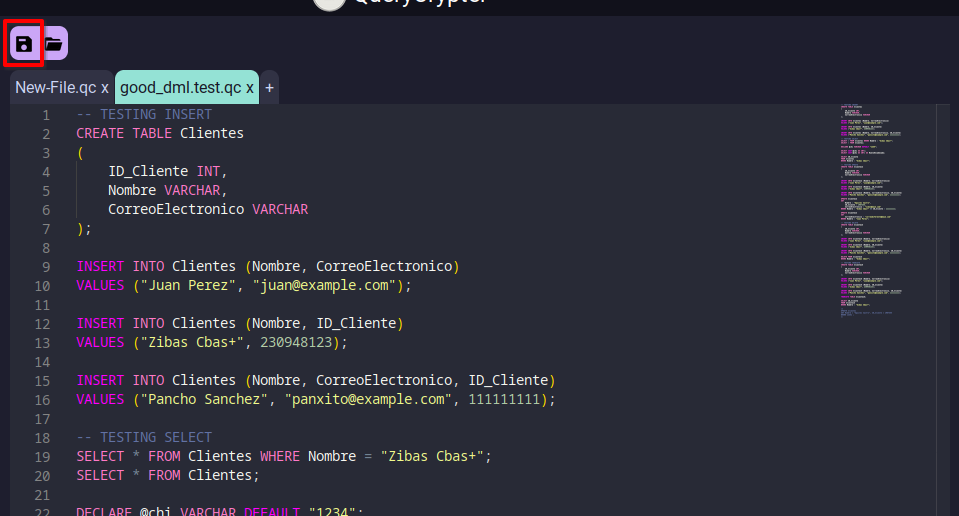 QueryCrypter
New-File.qc x good_dml.test.qc x +
1 -- TESTING INSERT
2 CREATE TABLE Clientes
3 (
4 ID_Cliente INT,
5 Nombre VARCHAR,
6 CorreoElectronico VARCHAR
7 );
8
9 INSERT INTO Clientes (Nombre, CorreoElectronico)
10 VALUES ("Juan Perez", "juan@example.com");
11
12 INSERT INTO Clientes (Nombre, ID_Cliente)
13 VALUES ("Zibas Cbas+", 230948123);
14
15 INSERT INTO Clientes (Nombre, CorreoElectronico, ID_Cliente)
16 VALUES ("Pancho Sanchez", "panxito@example.com", 111111111);
17
18 -- TESTING SELECT
19 SELECT * FROM Clientes WHERE Nombre = "Zibas Cbas+";
20 SELECT * FROM Clientes;
21
22 DECLARE @chi VARCHAR DEFAULT "1234";